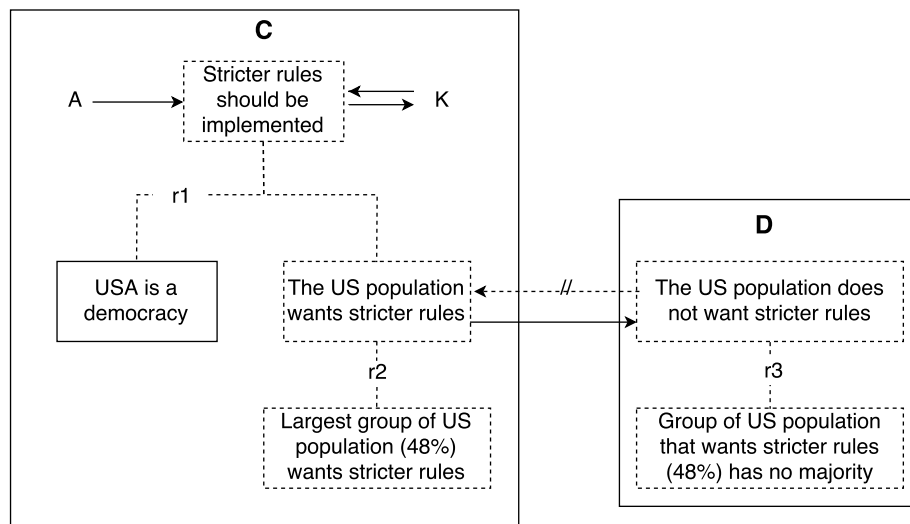 C
Stricter rules
should be
implemented
A
K
r1
USA is a
democracy
The US population
wants stricter rules
r2
Largest group of US
population (48%)
wants stricter rules
//
D
The US population does
not want stricter rules
r3
Group of US population
that wants stricter rules
(48%) has no majority